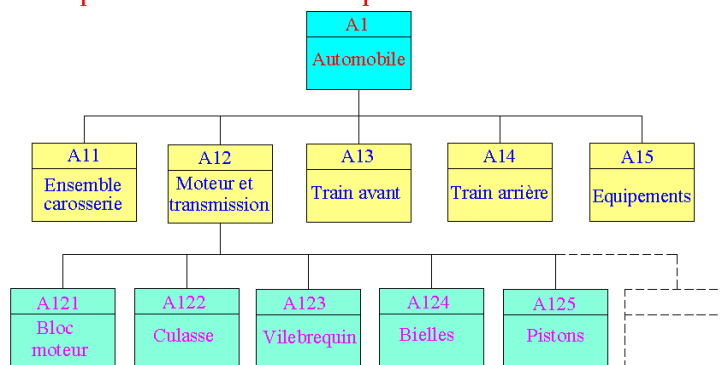 A1
Automobile
A11
A12
A13
A14
A15
Ensemble
carosserie
Moteur et
transmission
Train avant
Train arrière
Equipements
A121
A122
A123
A124
A125
Bloc
moteur
Culasse
Vilebrequin
Bielles
Pistons